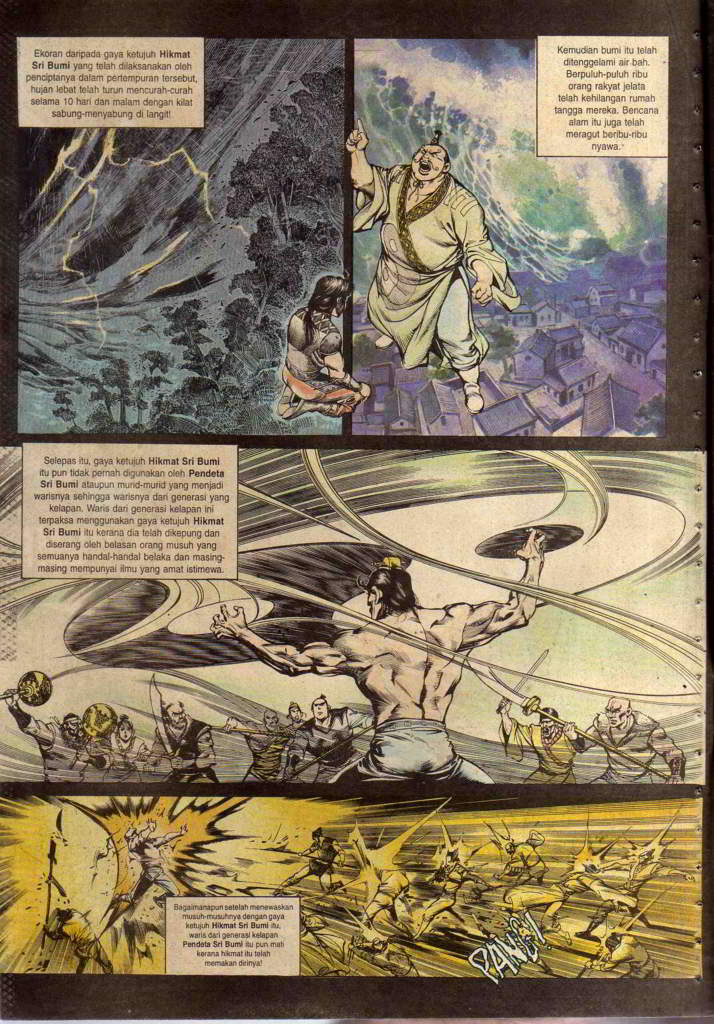 Ekoran daripada gaya ketujuh Hikmat
Sri Bumi yang telah dilaksanakan oleh
penciptanya dalam pertempuran tersebut,
hujan lebat telah turun mencurah-curah
selama 10 hari dan malam dengan kilat
sabung-menyabung di langit!
Kemudian bumi itu telah
ditenggelami air bah.
Berpuluh-puluh ribu
orang rakyat jelata
telah kehilangan rumah
tangga mereka. Bencana
alam itu juga telah
meragut beribu-ribu
nyawa.
Selepas itu, gaya ketujuh Hikmat Sri Bumi
itu pun tidak pernah digunakan oleh Pendeta
Sri Bumi ataupun murid-murid yang menjadi
warisnya sehingga warisnya dari generasi yang
kelapan. Waris dari generasi kelapan ini
terpaksa menggunakan gaya ketujuh Hikmat
Sri Bumi itu kerana dia telah dikepung dan
diserang oleh belasan orang musuh yang
semuanya handal-handal belaka dan masing-
masing mempunyai ilmu yang amat istimewa.
Bagaimanapun setelah menewaskan
musuh-musuhnya dengan gaya
ketujuh Hikmat Sri Bumi itu,
waris dari generasi kelapan
Pendeta Sri Bumi itu pun mati
kerana hikmat itu telah
memakan dirinya!